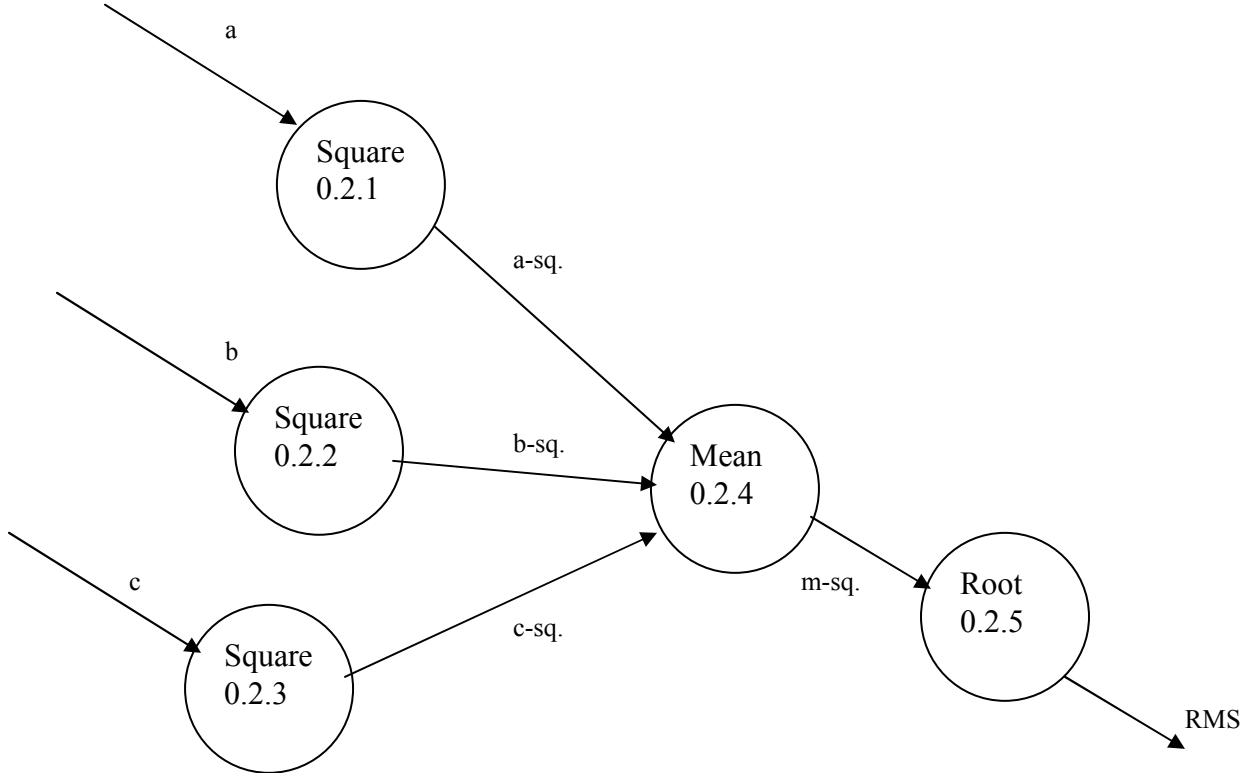 a
Square
0.2.1
a-sq.
b
Square
0.2.2
b-sq.
Mean
0.2.4
c
Square
0.2.3
c-sq.
m-sq.
Root
0.2.5
RMS